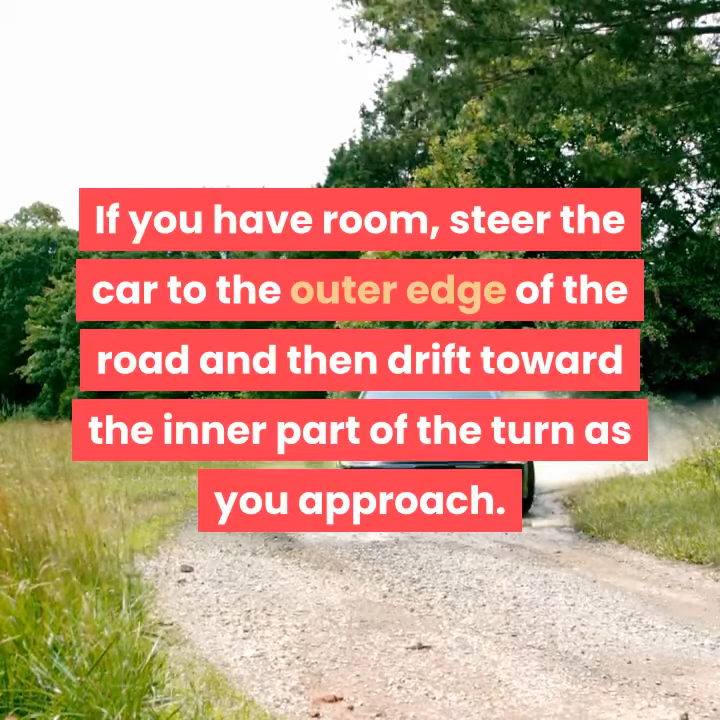 If you have room, steer the
car to the outer edge of the
road and then drift toward
the inner part of the turn as
you approach.